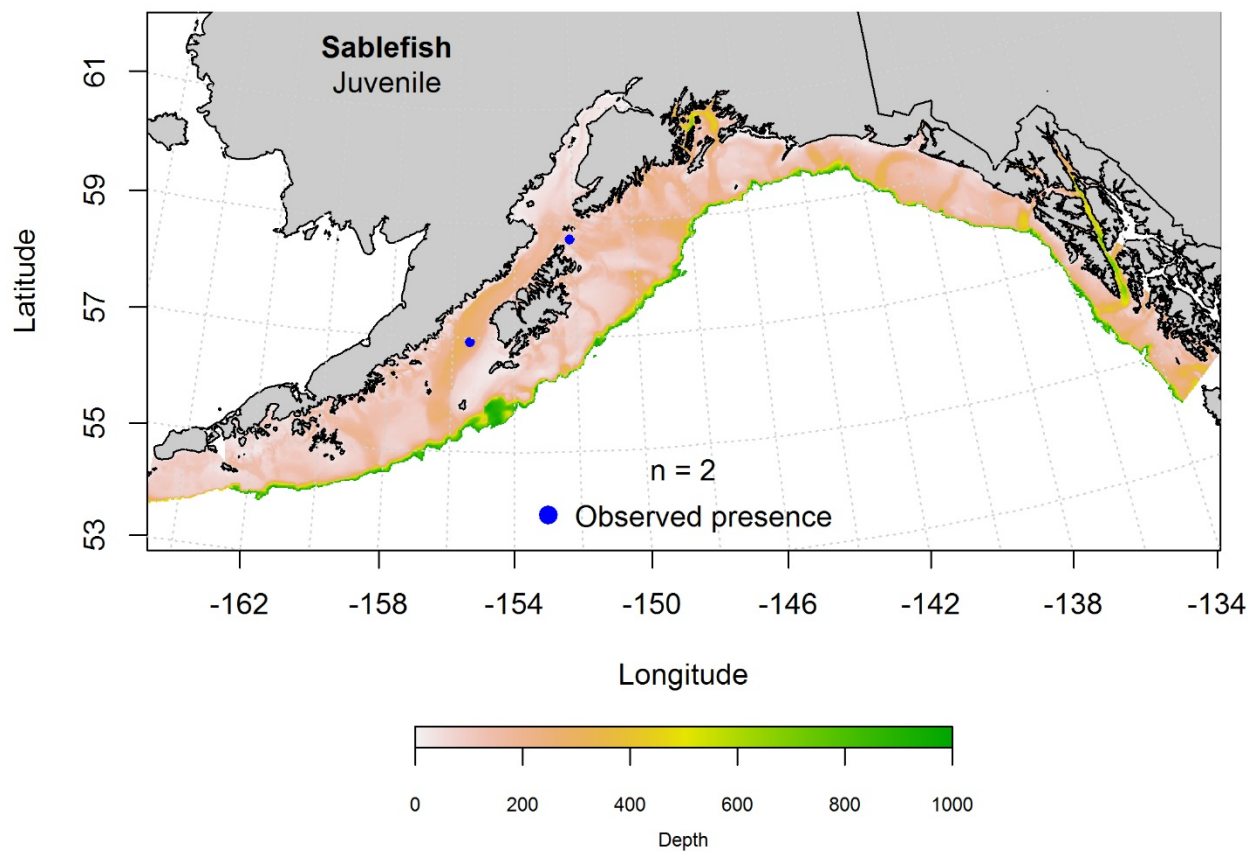 Sablefish
Juvenile
61
59
57
55
53
Latitude
n = 2
Observed presence
-162 -158 -154 -150 -146 -142 -138 -134
Longitude
0 200 400 600 800 1000
Depth